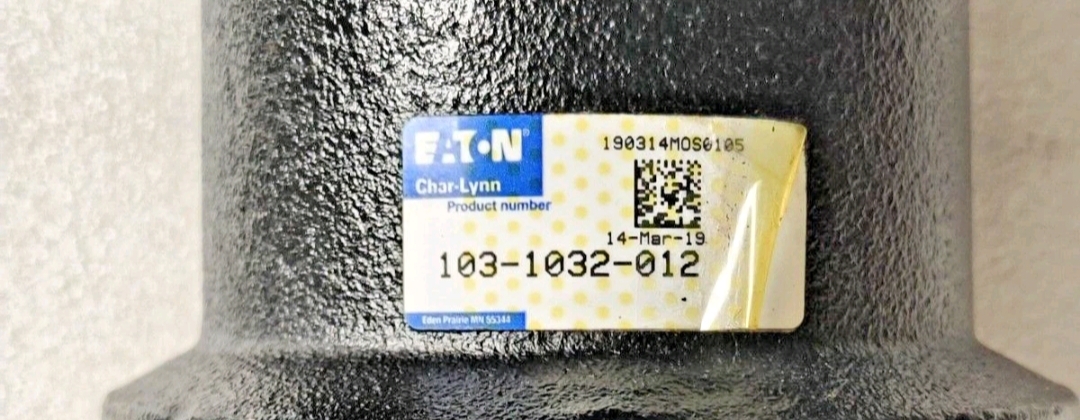 EATON
Char-Lynn
Product number
190314MOS0105
14-Mar-19
103-1032-012
Eden Prairie MN 55344